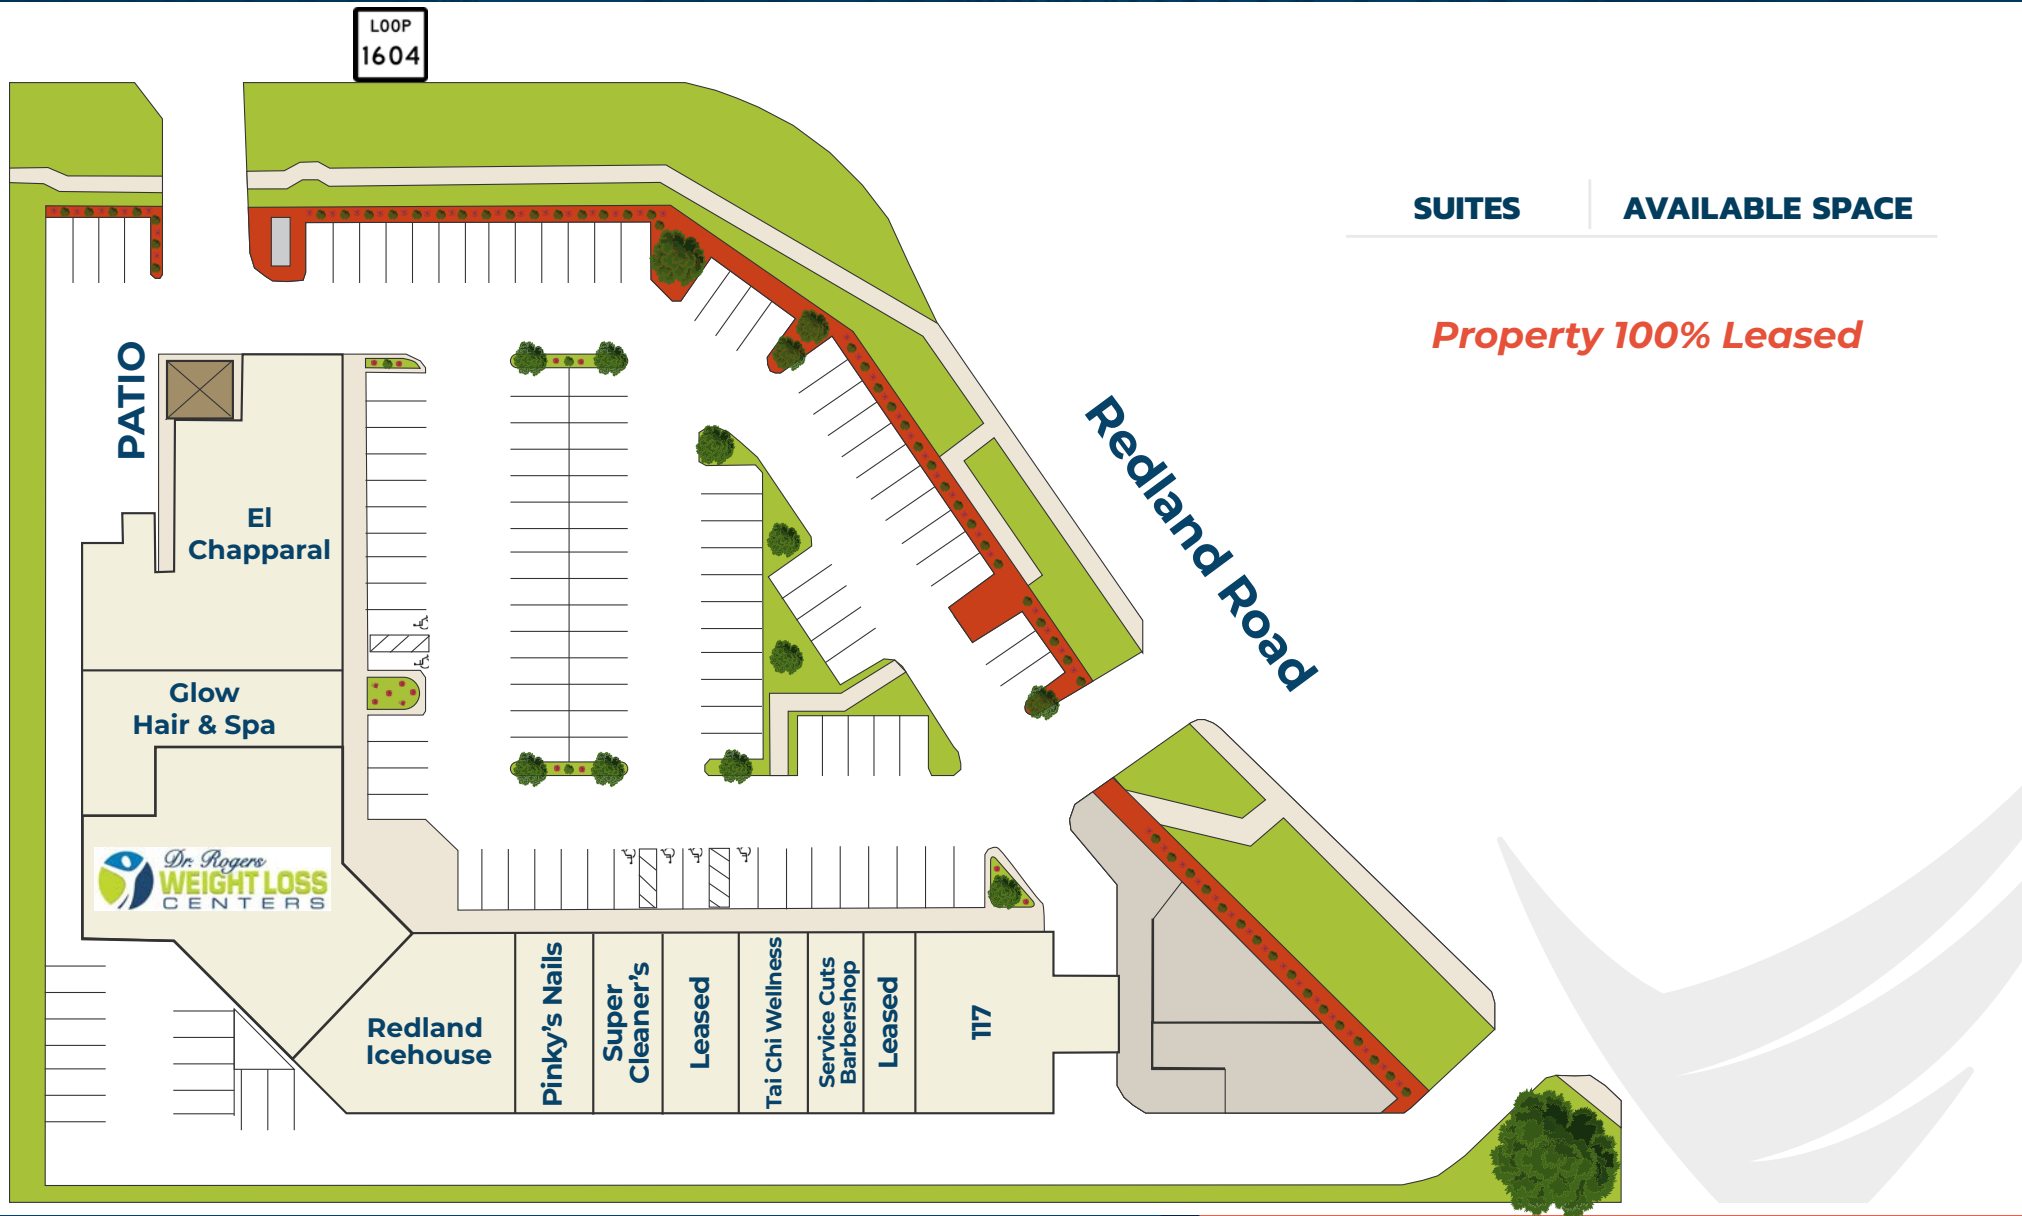 LOOP
1604
SUITES
AVAILABLE SPACE
Property 100% Leased
PATIO
Redland Road
El
Chapparal
Glow
Hair & Spa
Dr. Rogers
WEIGHT LOSS
CENTERS
Redland
Icehouse
Pinky's Nails
Super
Cleaner's
Leased
Tai Chi Wellness
Service Cuts
Barbershop
Leased
117